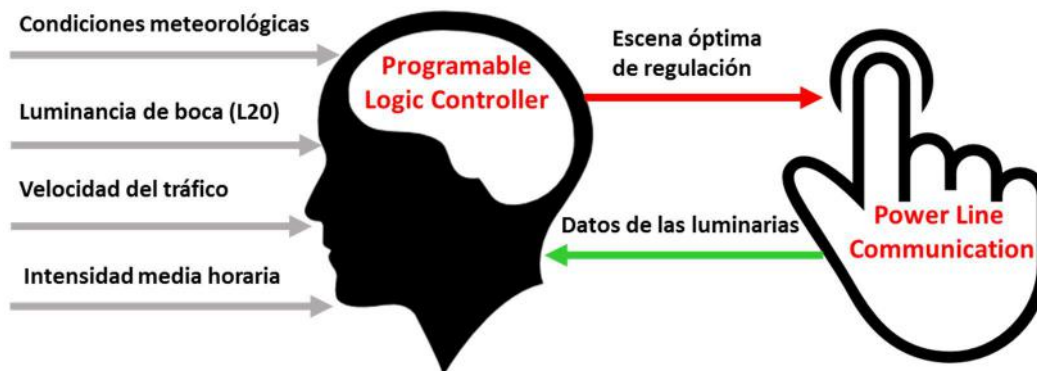 Condiciones meteorológicas
Luminancia de boca (L20)
Velocidad del tráfico
Intensidad media horaria
Programable
Logic Controller
Escena óptima
de regulación
Datos de las luminarias
Power Line
Communication